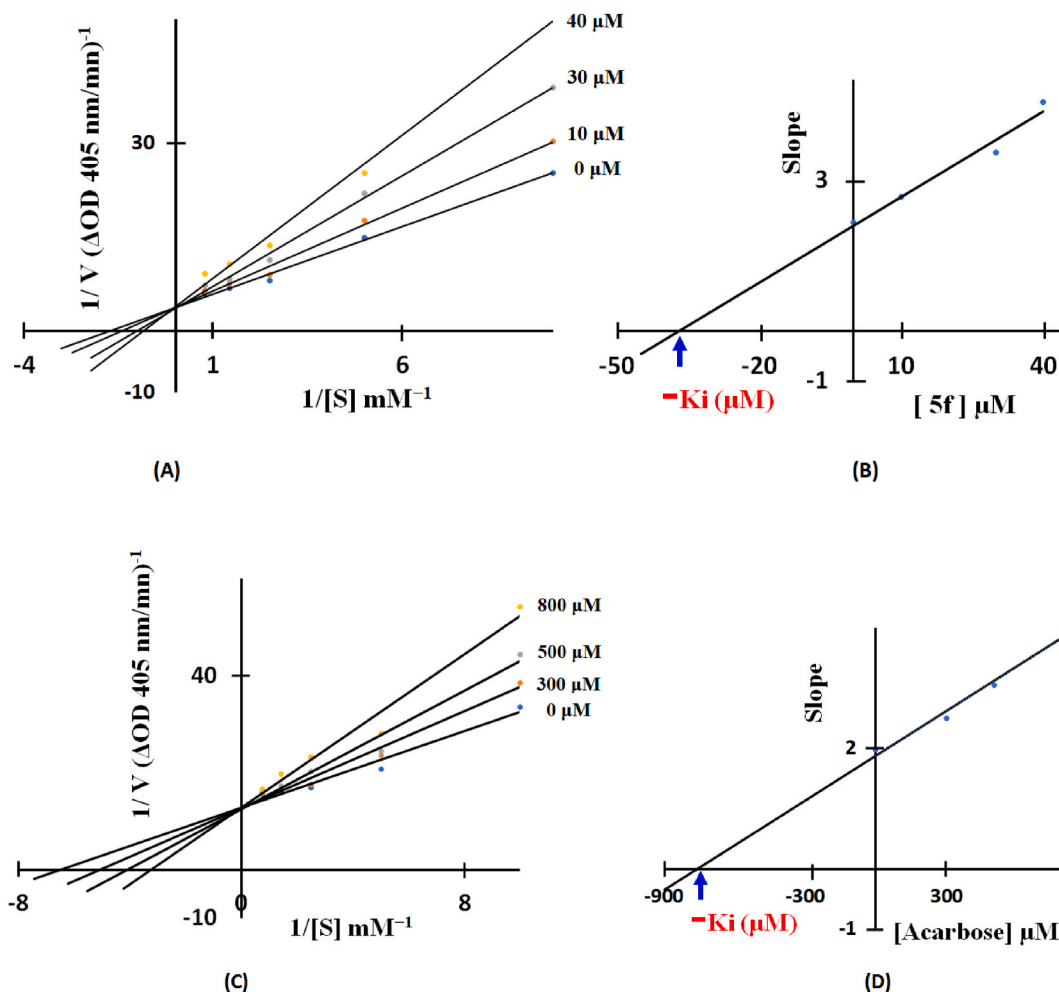 1/ V (ΔOD 405 nm/mn)⁻¹
40 µM
30 µM
10 µM
0 µM
30
-4
1
6
-10
1/[S] mM⁻¹
(A)
Slope
3
-50
-20
10
40
-1
-Ki (µM)
[ 5f ] µM
(B)
1/ V (ΔOD 405 nm/mn)⁻¹
800 µM
500 µM
300 µM
0 µM
40
-8
0
8
-10
1/[S] mM⁻¹
(C)
Slope
2
-900
-300
300
-1
-Ki (µM)
[Acarbose] µM
(D)